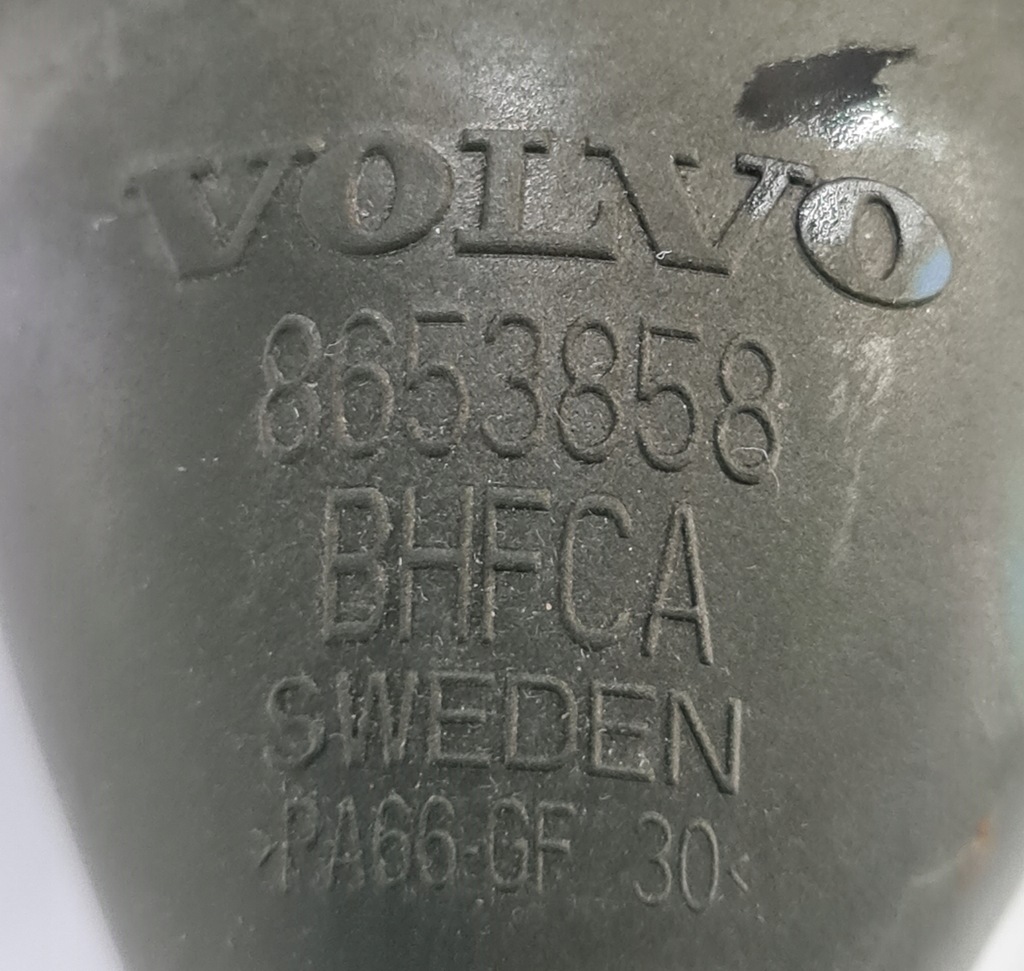 VOLVO
8653858
BHFCA
SWEDEN
>PA66-GF 30<